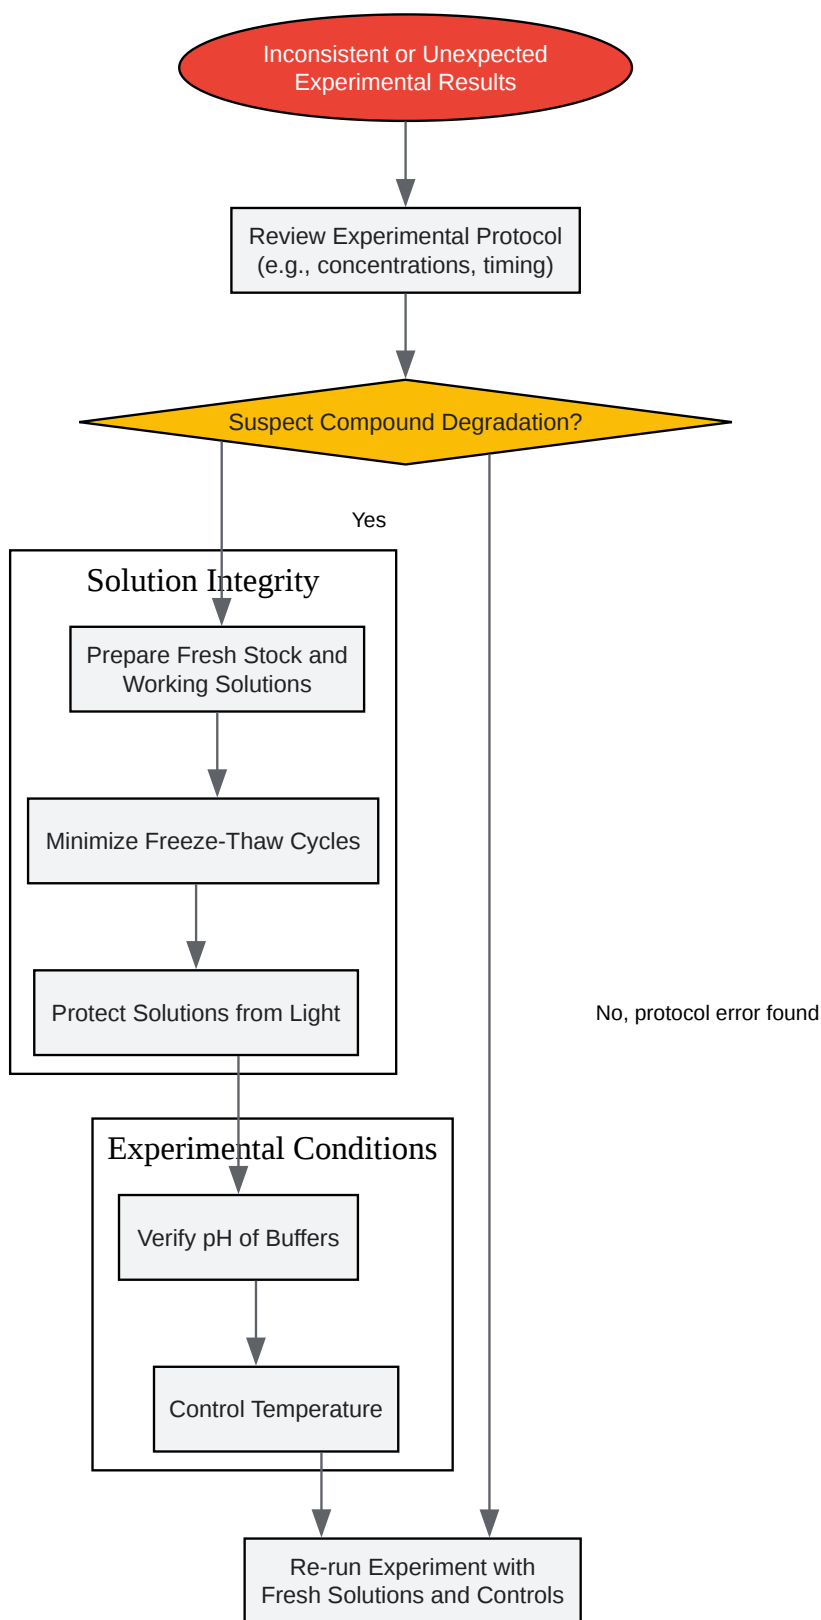 Inconsistent or Unexpected
Experimental Results
Review Experimental Protocol
(e.g., concentrations, timing)
Suspect Compound Degradation?
Yes
Solution Integrity
Prepare Fresh Stock and
Working Solutions
Minimize Freeze-Thaw Cycles
Protect Solutions from Light
No, protocol error found
Experimental Conditions
Verify pH of Buffers
Control Temperature
Re-run Experiment with
Fresh Solutions and Controls